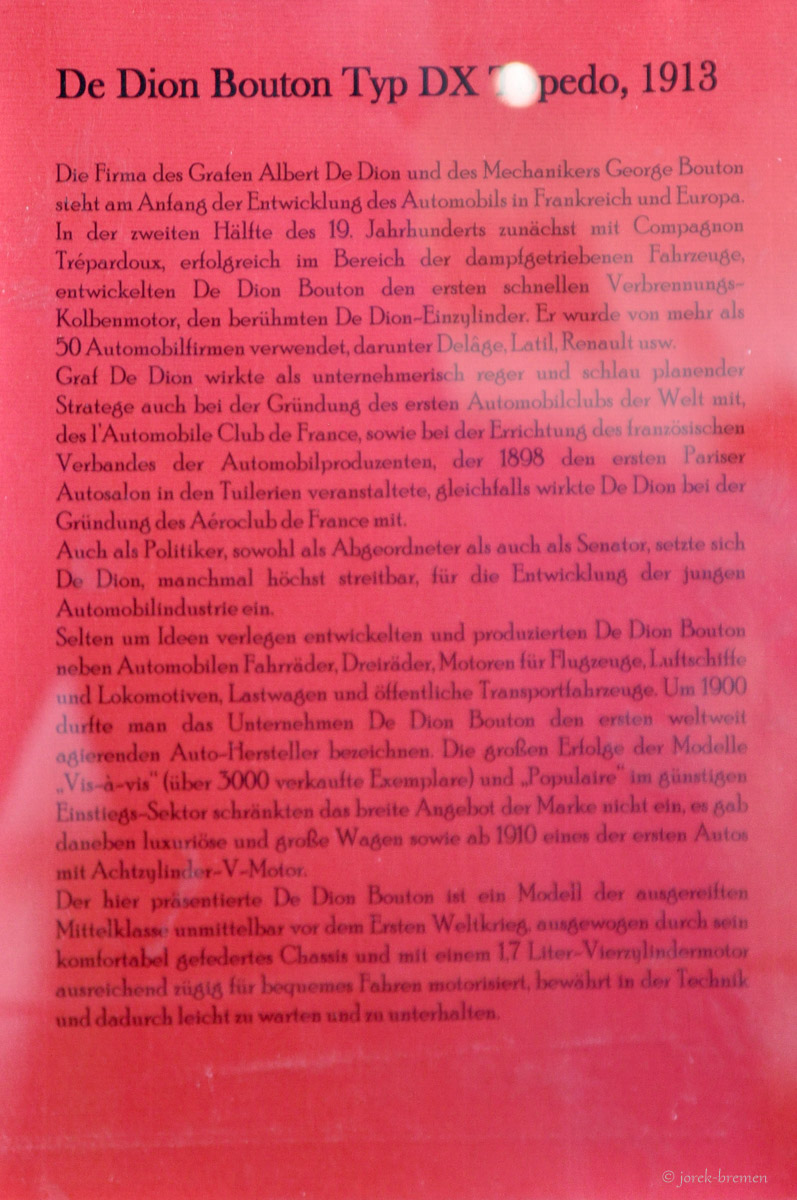 De Dion Bouton Typ DX Torpedo, 1913
Die Firma des Grafen Albert De Dion und des Mechanikers George Bouton
steht am Anfang der Entwicklung des Automobils in Frankreich und Europa.
In der zweiten Hälfte des 19. Jahrhunderts zunächst mit Compagnon
Trépardoux, erfolgreich im Bereich der dampfgetriebenen Fahrzeuge,
entwickelten De Dion Bouton den ersten schnellen Verbrennungs-
Kolbenmotor, den berühmten De Dion-Einzylinder. Er wurde von mehr als
50 Automobilfirmen verwendet, darunter Delâge, Latil, Renault usw.
Graf De Dion wirkte als unternehmerisch reger und schlau planender
Stratege auch bei der Gründung des ersten Automobilclubs der Welt mit,
des l'Automobile Club de France, sowie bei der Errichtung des französischen
Verbandes der Automobilproduzenten, der 1898 den ersten Pariser
Autosalon in den Tuilerien veranstaltete, gleichfalls wirkte De Dion bei der
Gründung des Aéroclub de France mit.
Auch als Politiker, sowohl als Abgeordneter als auch als Senator, setzte sich
De Dion, manchmal höchst streitbar, für die Entwicklung der jungen
Automobilindustrie ein.
Selten um Ideen verlegen entwickelten und produzierten De Dion Bouton
neben Automobilen Fahrräder, Dreiräder, Motoren für Flugzeuge, Luftschiffe
und Lokomotiven, Lastwagen und öffentliche Transportfahrzeuge. Um 1900
durfte man das Unternehmen De Dion Bouton den ersten weltweit
agierenden Auto-Hersteller bezeichnen. Die großen Erfolge der Modelle
„Vis-à-vis“ (über 3000 verkaufte Exemplare) und „Populaire“ im günstigen
Einstiegs-Sektor schränkten das breite Angebot der Marke nicht ein, es gab
daneben luxuriöse und große Wagen sowie ab 1910 eines der ersten Autos
mit Achtzylinder-V-Motor.
Der hier präsentierte De Dion Bouton ist ein Modell der ausgereiften
Mittelklasse unmittelbar vor dem Ersten Weltkrieg, ausgewogen durch sein
komfortabel gefedertes Chassis und mit einem 1,7 Liter-Vierzylindermotor
ausreichend zügig für bequemes Fahren motorisiert, bewährt in der Technik
und dadurch leicht zu warten und zu unterhalten.
© jorek-bremen